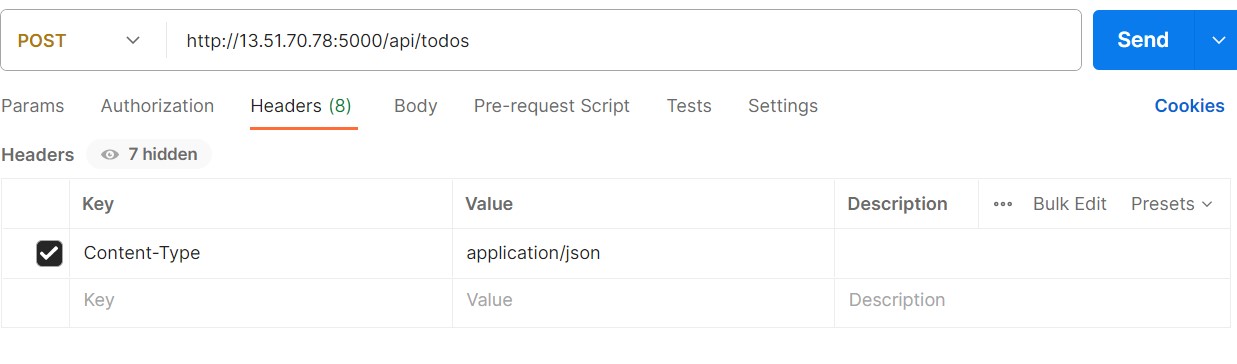 POST http://13.51.70.78:5000/api/todos Send
Params Authorization Headers (8) Body Pre-request Script Tests Settings Cookies
Headers 7 hidden
Key Value Description ••• Bulk Edit Presets
Content-Type application/json
Key Value Description